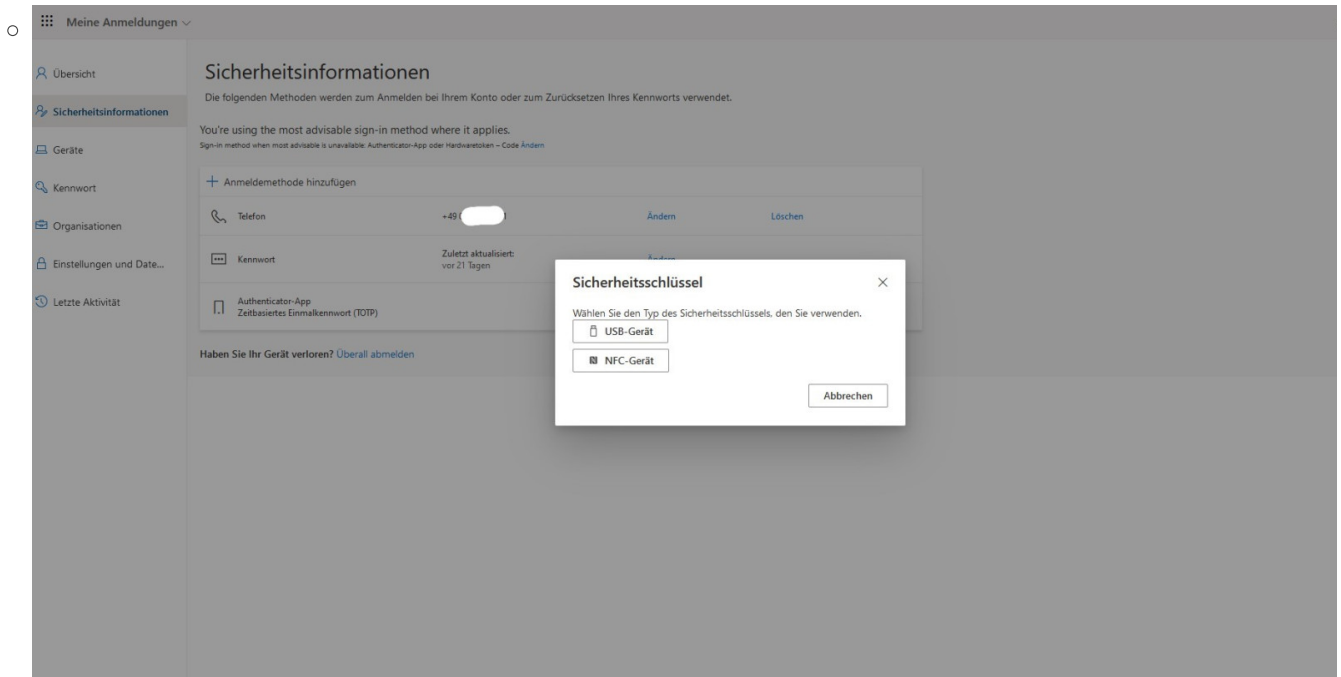 Meine Anmeldungen
Übersicht
Sicherheitsinformationen
Geräte
Kennwort
Organisationen
Einstellungen und Date...
Letzte Aktivität
Sicherheitsinformationen
Die folgenden Methoden werden zum Anmelden bei Ihrem Konto oder zum Zurücksetzen Ihres Kennworts verwendet.
You're using the most advisable sign-in method where it applies.
Sign-in method when most advisable is unavailable: Authenticator-App oder Hardwaretoken – Code Ändern
Anmeldemethode hinzufügen
Telefon +49 Ändern Löschen
Kennwort Zuletzt aktualisiert: vor 21 Tagen Ändern
Authenticator-App
Zeitbasiertes Einmalkennwort (TOTP)
Haben Sie Ihr Gerät verloren? Überall abmelden
Sicherheitsschlüssel
Wählen Sie den Typ des Sicherheitsschlüssels, den Sie verwenden.
USB-Gerät
NFC-Gerät
Abbrechen